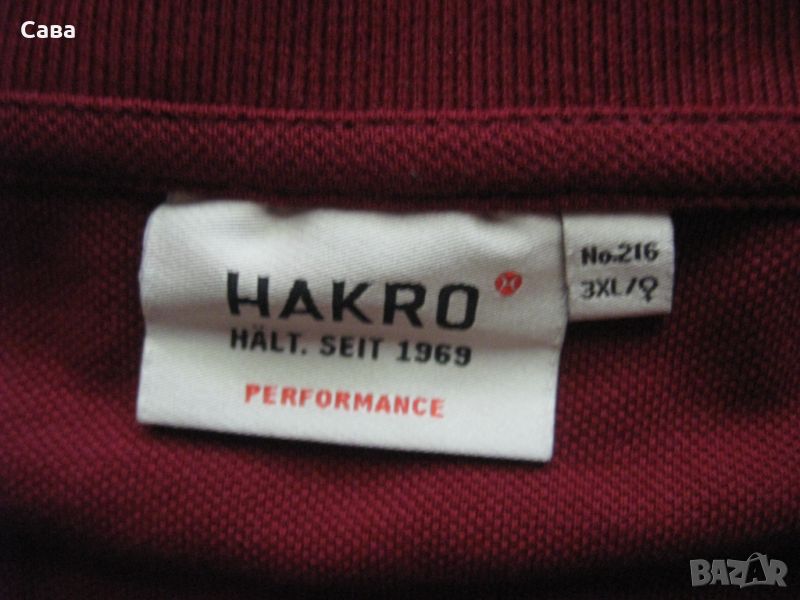 Сава
HAKRO
HÄLT. SEIT 1969
PERFORMANCE
No.216
3XL/♀
BAZAR